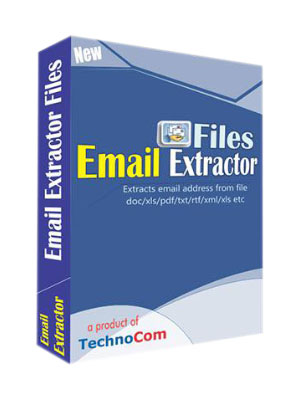 New
Files
Email Extractor
Extracts email address from file
doc/xls/pdf/txt/rtf/xml/xls etc
a product of
TechnoCom
Email Extractor Files
Email
Extractor